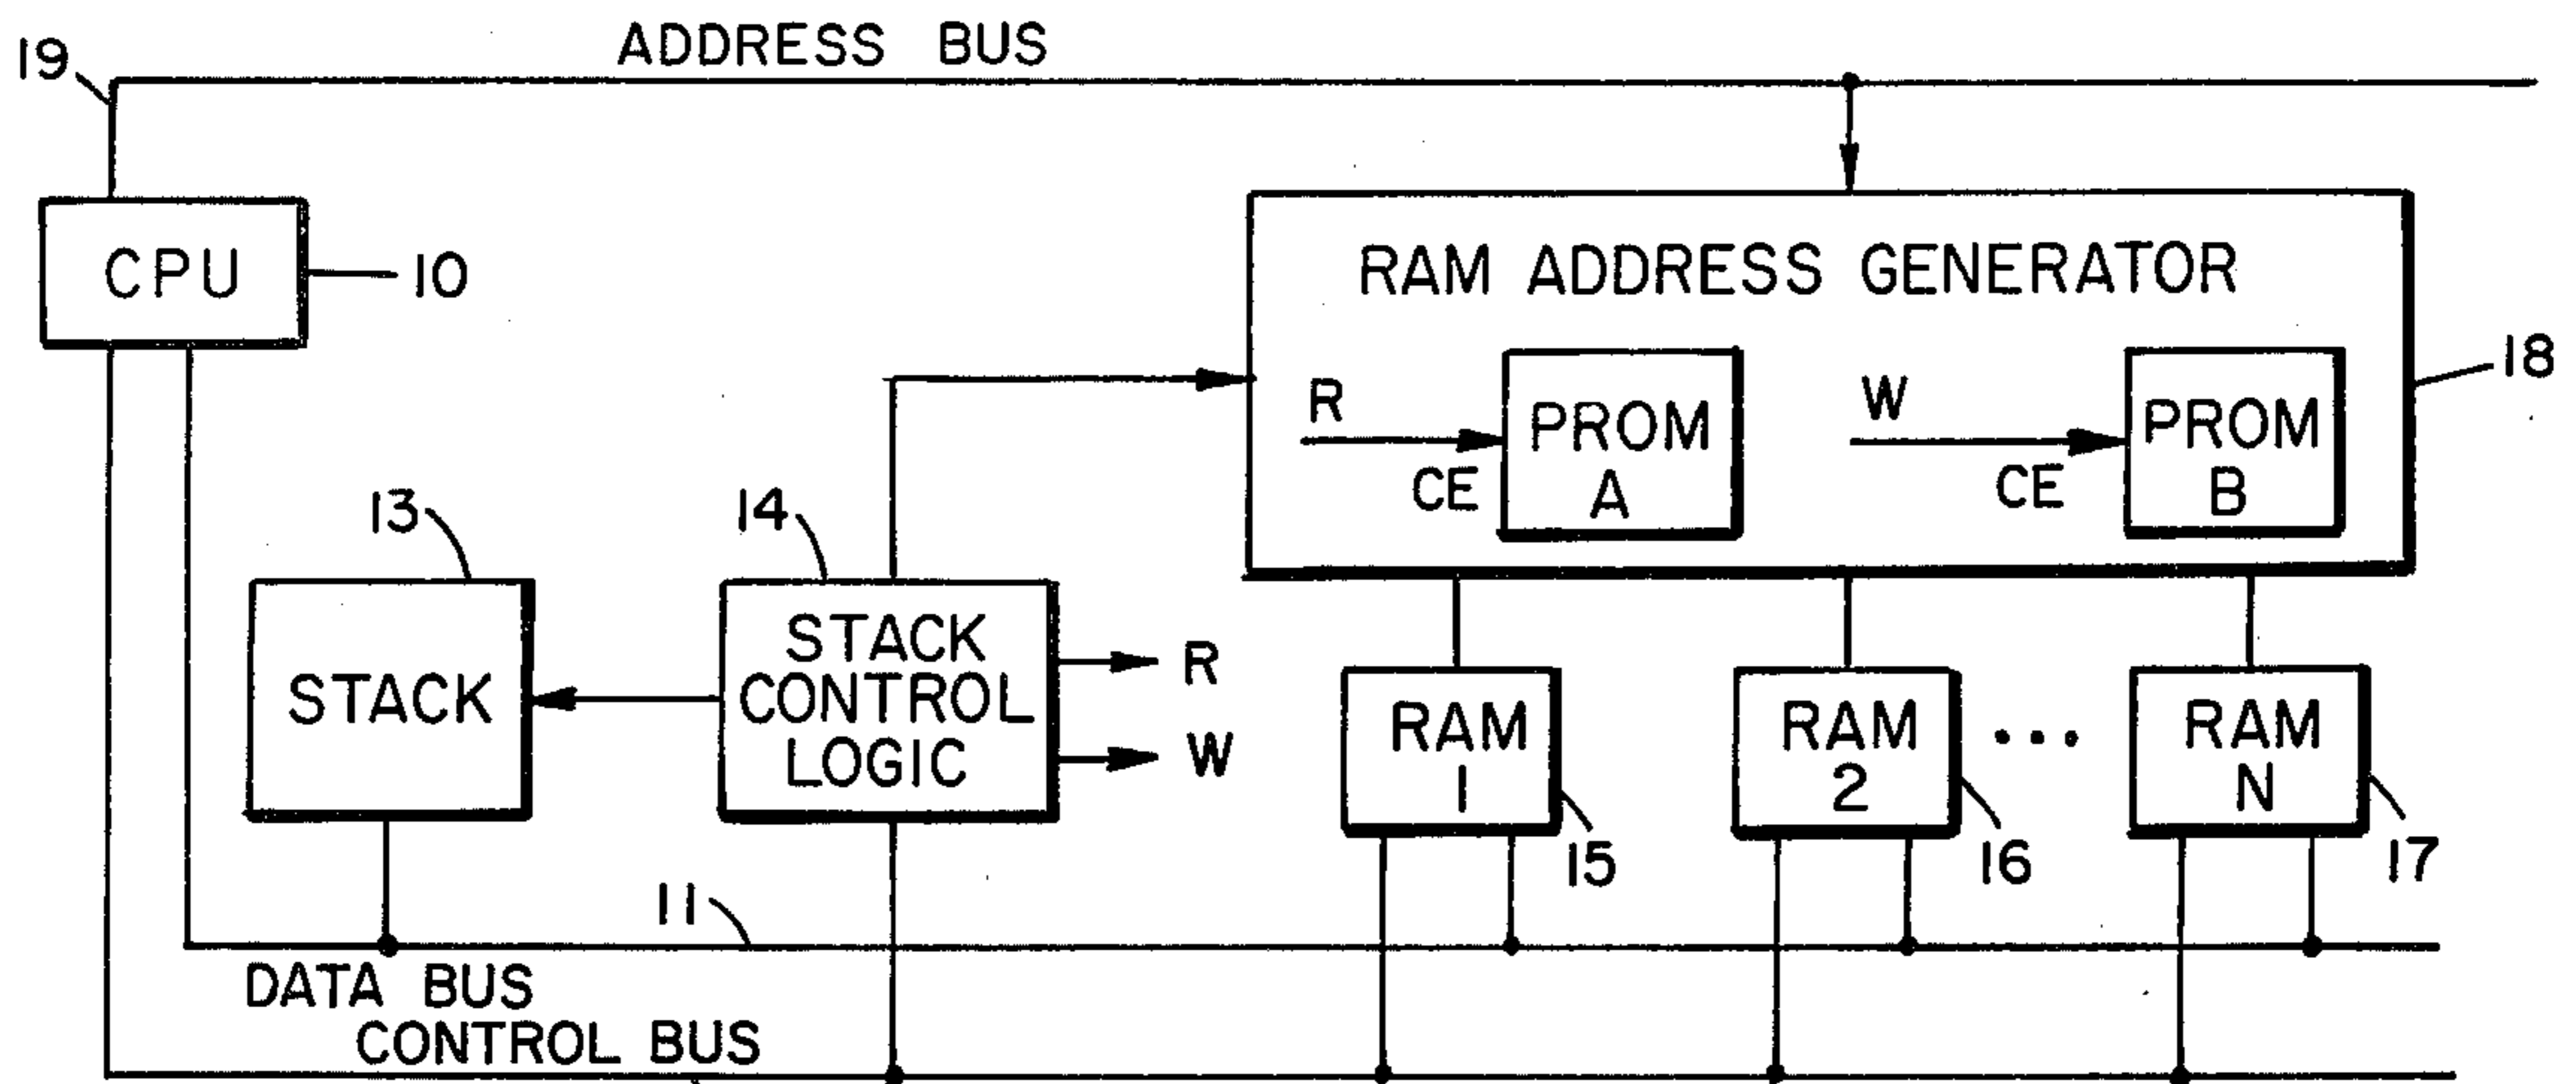 ADDRESS BUS
19
CPU
10
RAM ADDRESS GENERATOR
18
R
CE
PROM
A
W
CE
PROM
B
13
14
STACK
STACK
CONTROL
LOGIC
R
W
RAM
1
15
RAM
2
...
16
RAM
N
17
11
DATA BUS
CONTROL BUS